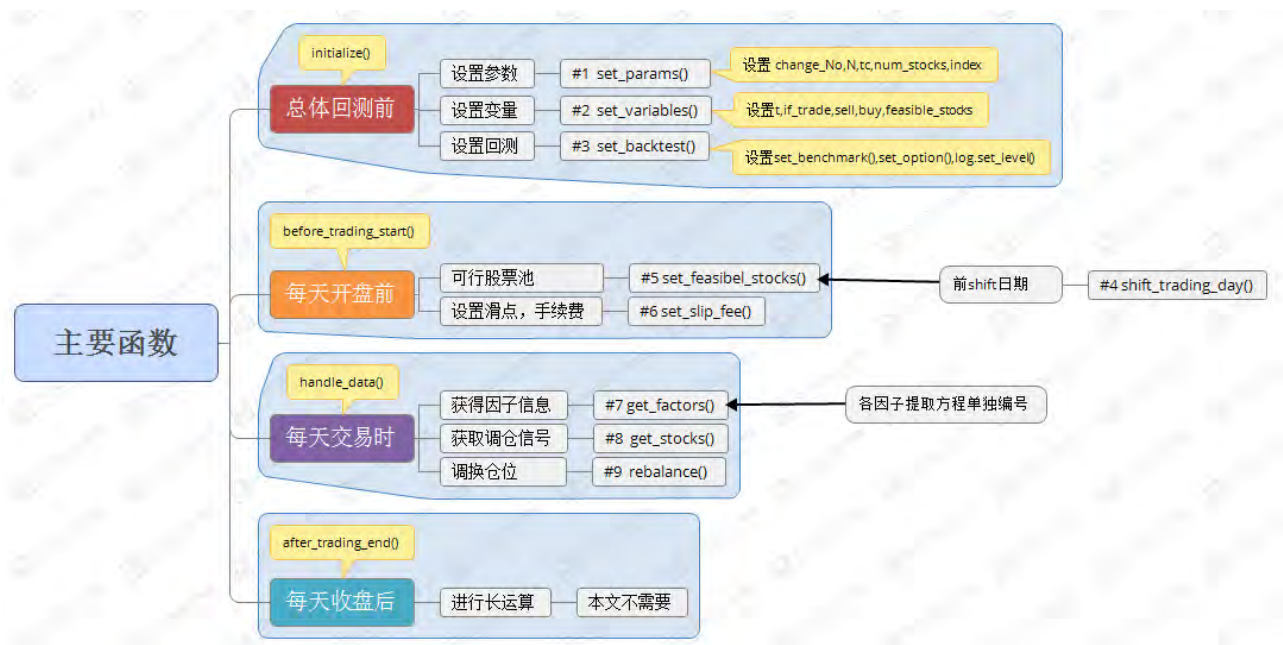 主要函数
initialize()
总体回测前
设置参数
#1 set_params()
设置 change_No,N,tc,num_stocks,index
设置变量
#2 set_variables()
设置t,if_trade,sell,buy,feasible_stocks
设置回测
#3 set_backtest()
设置set_benchmark(),set_option(),log.set_level()
before_trading_start()
每天开盘前
可行股票池
#5 set_feasibel_stocks()
前shift日期
#4 shift_trading_day()
设置滑点，手续费
#6 set_slip_fee()
handle_data()
每天交易时
获得因子信息
#7 get_factors()
各因子提取方程单独编号
获取调仓信号
#8 get_stocks()
调换仓位
#9 rebalance()
after_trading_end()
每天收盘后
进行长运算
本文不需要